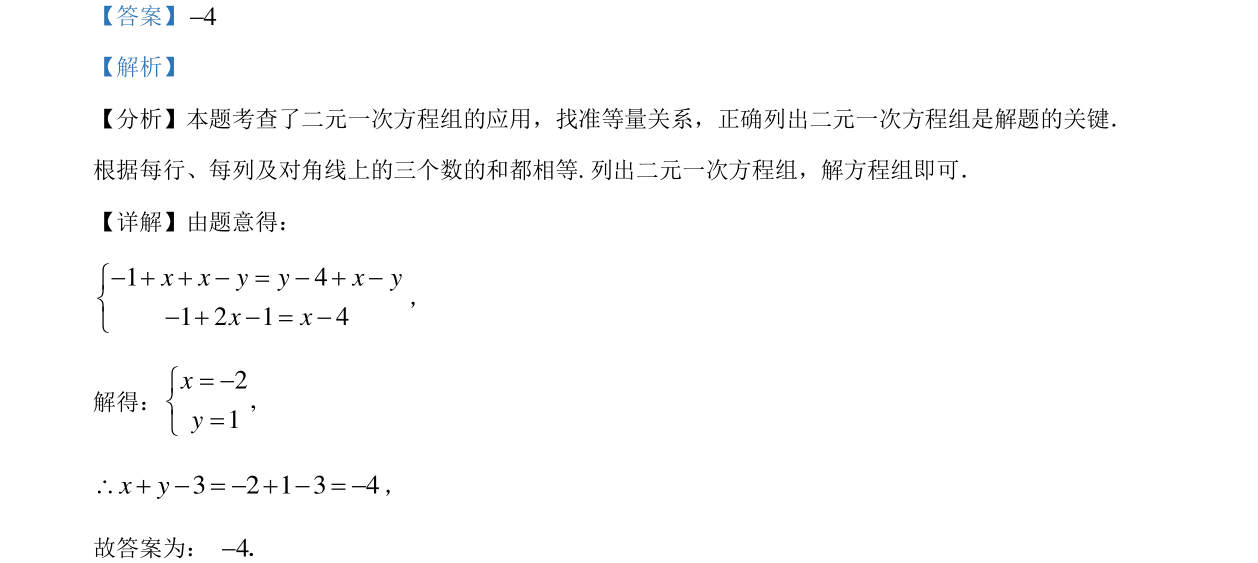 【答案】−4
【解析】
【分析】本题考查了二元一次方程组的应用，找准等量关系，正确列出二元一次方程组是解题的关键．
根据每行、每列及对角线上的三个数的和都相等. 列出二元一次方程组，解方程组即可．
【详解】由题意得：
{−1+x+x−y=y−4+x−y
−1+2x−1=x−4，
解得：{x=−2
y=1，
∴x+y−3=−2+1−3=−4，
故答案为： −4.